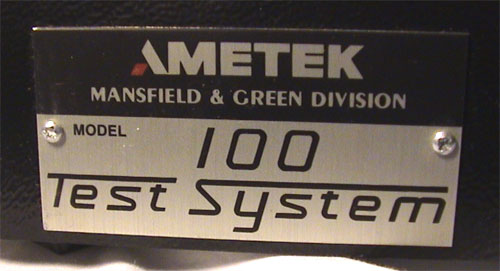 AMETEK
MANSFIELD & GREEN DIVISION
MODEL 100
Test System